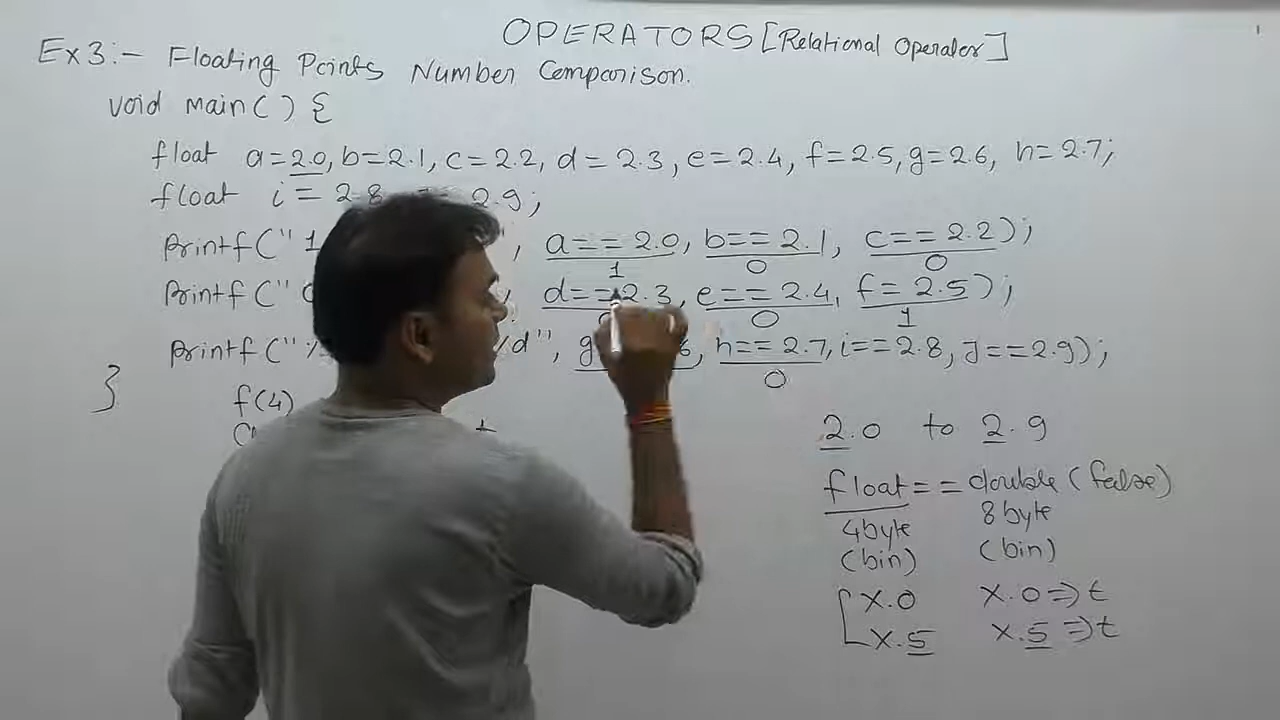 OPERATORS [Relational Operator]
Ex3:- Floating Points Number Comparison.
void main() {
float a=2.0, b=2.1, c=2.2, d=2.3, e=2.4, f=2.5, g=2.6, h=2.7;
float i = 2.8 2.9;
Printf(" 1 ", a==2.0, b==2.1, c==2.2);
1 0 0
Printf(" , d==2.3, e==2.4, f=2.5);
0 1
Printf("% /d", g 6, h==2.7, i==2.8, j==2.9);
0
}
f(4)
2.0 to 2.9
float == double (false)
4byte 8byte
(bin) (bin)
x.0 x.0 => t
x.5 x.5 => t